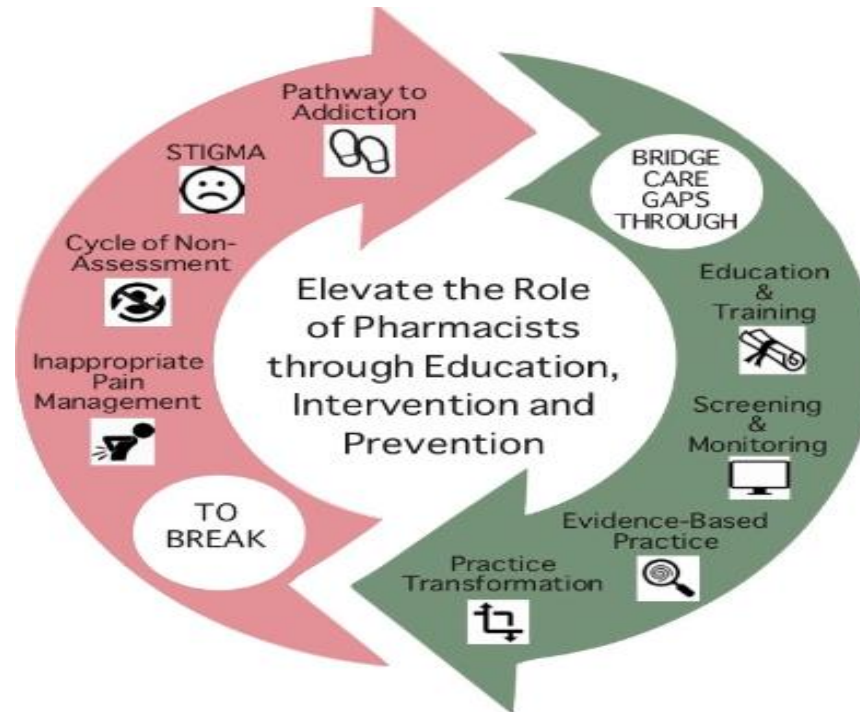 Elevate the Role
of Pharmacists
through Education,
Intervention and
Prevention
BRIDGE
CARE
GAPS
THROUGH
Education
&
Training
Screening
&
Monitoring
Evidence-Based
Practice
Practice
Transformation
TO
BREAK
Inappropriate
Pain
Management
Cycle of Non-
Assessment
STIGMA
Pathway to
Addiction